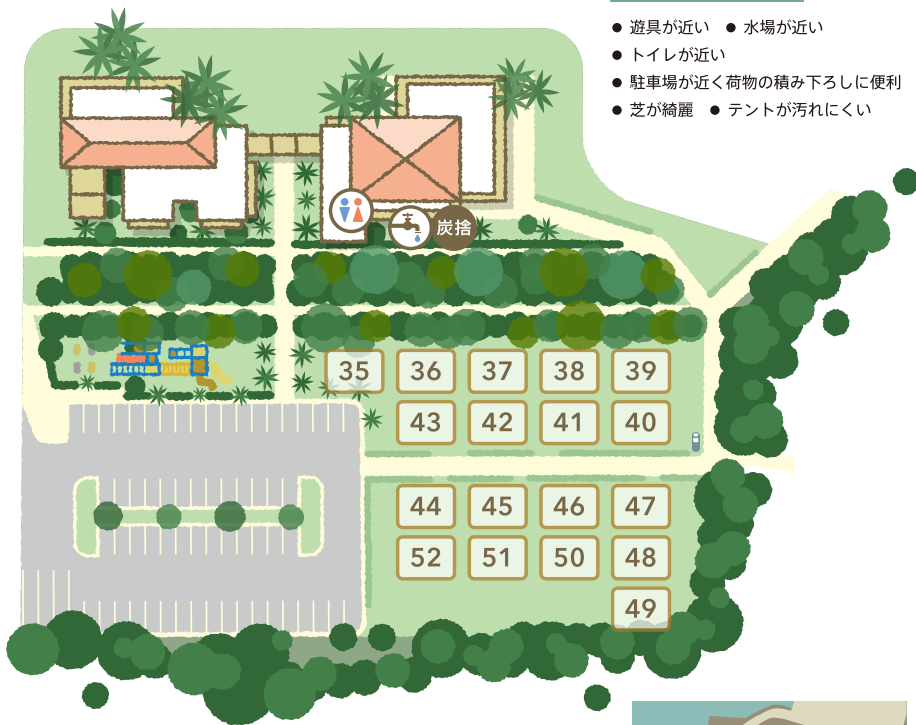 ● 遊具が近い ● 水場が近い
● トイレが近い
● 駐車場が近く荷物の積み下ろしに便利
● 芝が綺麗 ● テントが汚れにくい
炭捨
35 36 37 38 39
43 42 41 40
44 45 46 47
52 51 50 48
49